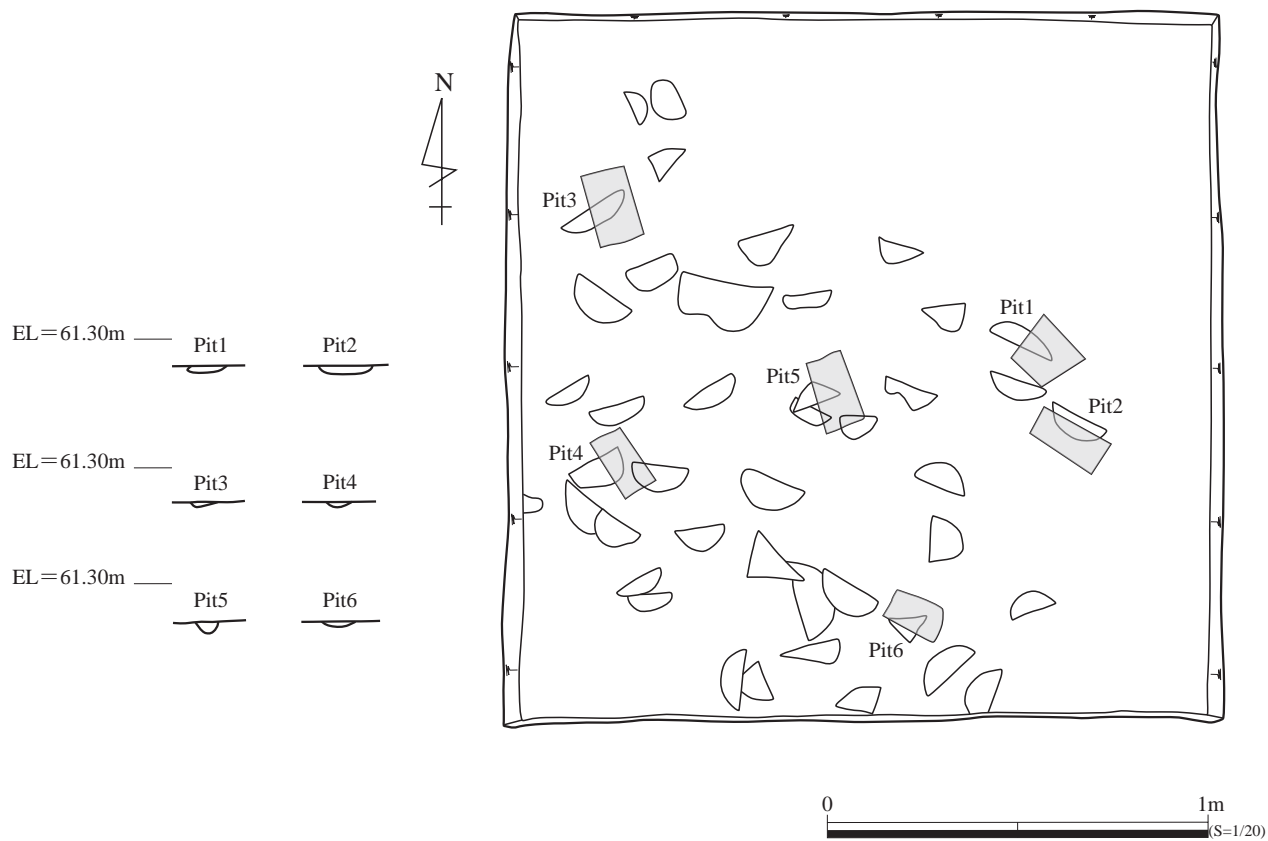 N
Pit3
Pit1
Pit5
Pit2
Pit4
Pit6
EL＝61.30m
Pit1 Pit2
EL＝61.30m
Pit3 Pit4
EL＝61.30m
Pit5 Pit6
0 1m
(S=1/20)